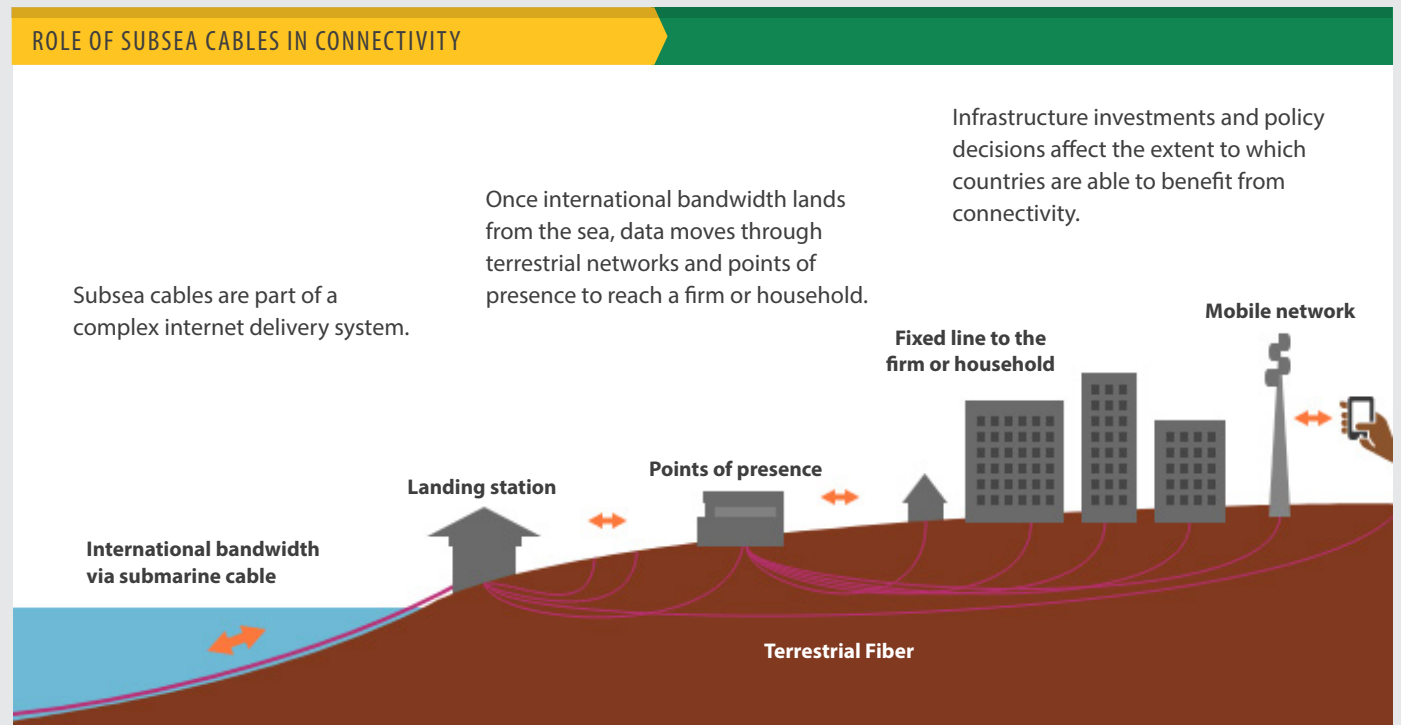 ROLE OF SUBSEA CABLES IN CONNECTIVITY
Subsea cables are part of a
complex internet delivery system.
Once international bandwidth lands
from the sea, data moves through
terrestrial networks and points of
presence to reach a firm or household.
Infrastructure investments and policy
decisions affect the extent to which
countries are able to benefit from
connectivity.
International bandwidth
via submarine cable
Landing station
Points of presence
Fixed line to the
firm or household
Mobile network
Terrestrial Fiber